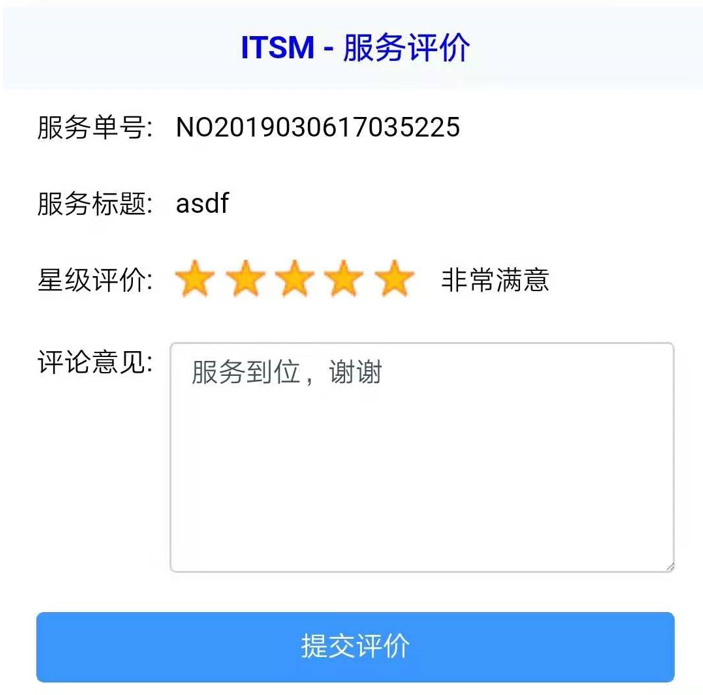 ITSM - 服务评价
服务单号: NO2019030617035225
服务标题: asdf
星级评价: 非常满意
评论意见: 服务到位，谢谢
提交评价